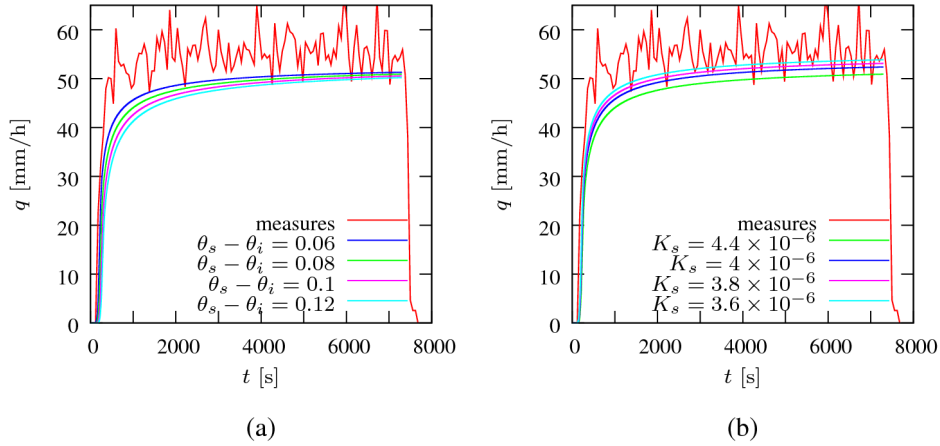 60
50
40
30
20
10
0
q [mm/h]
measures
θs − θi = 0.06
θs − θi = 0.08
θs − θi = 0.1
θs − θi = 0.12
0 2000 4000 6000 8000
t [s]
(a)
60
50
40
30
20
10
0
q [mm/h]
measures
Ks = 4.4 × 10⁻⁶
Ks = 4 × 10⁻⁶
Ks = 3.8 × 10⁻⁶
Ks = 3.6 × 10⁻⁶
0 2000 4000 6000 8000
t [s]
(b)